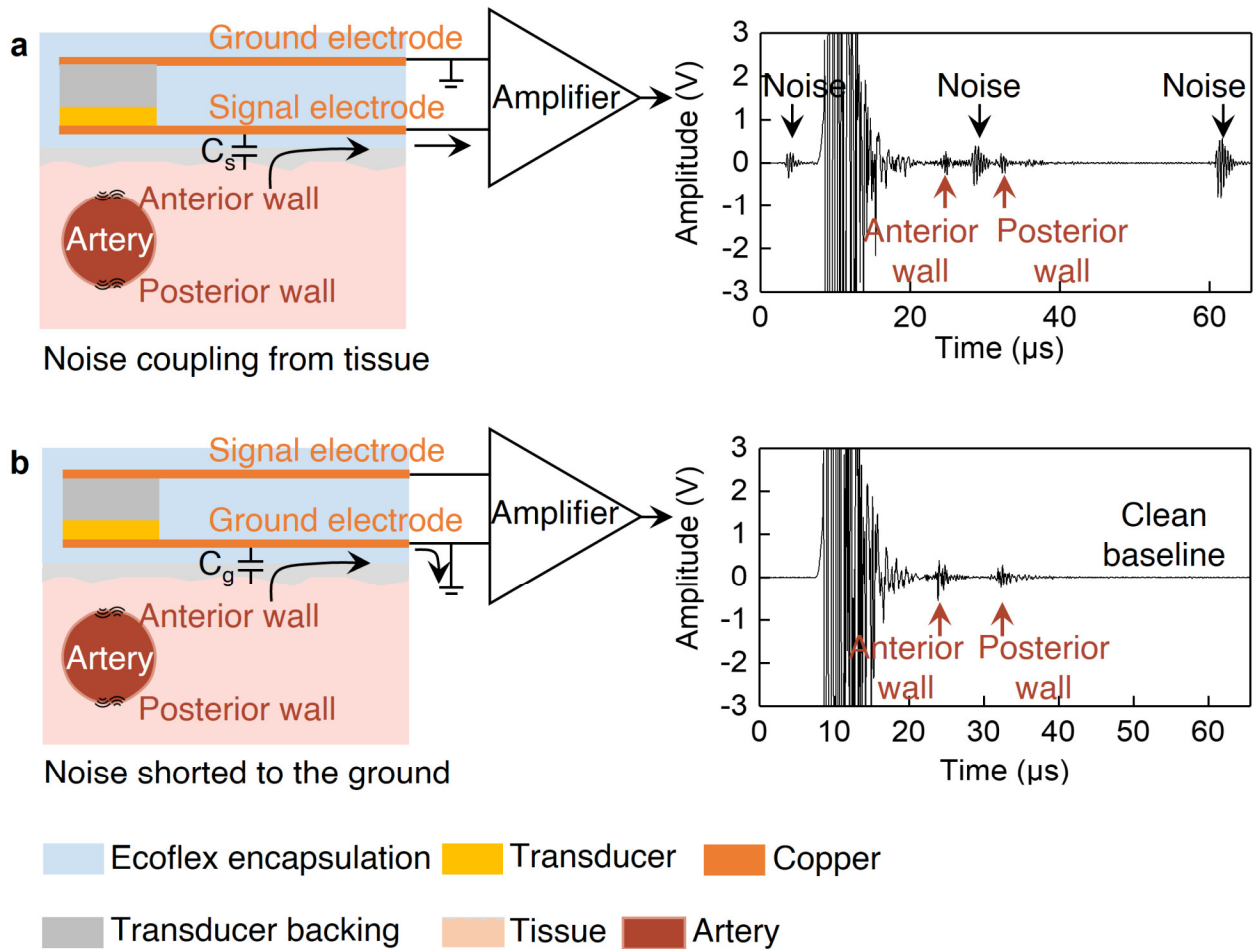 a
Ground electrode
Signal electrode
Cs
Anterior wall
Artery
Posterior wall
Noise coupling from tissue
Amplifier
Amplitude (V)
3
2
1
0
-1
-2
-3
Noise
Noise
Noise
Anterior wall
Posterior wall
0 20 40 60
Time (µs)
b
Signal electrode
Ground electrode
Cg
Anterior wall
Artery
Posterior wall
Noise shorted to the ground
Amplifier
Amplitude (V)
3
2
1
0
-1
-2
-3
Clean
baseline
Anterior Posterior
wall wall
0 10 20 30 40 50 60
Time (µs)
Ecoflex encapsulation
Transducer
Copper
Transducer backing
Tissue
Artery